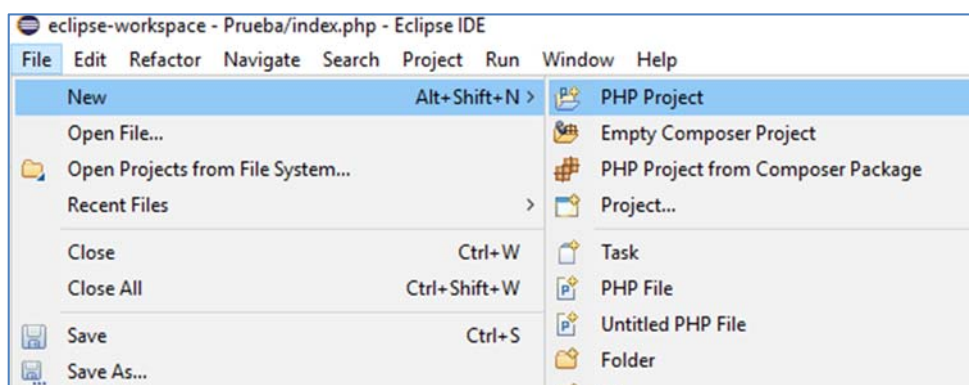 eclipse-workspace - Prueba/index.php - Eclipse IDE
File Edit Refactor Navigate Search Project Run Window Help
New Alt+Shift+N >
Open File...
Open Projects from File System...
Recent Files >
Close Ctrl+W
Close All Ctrl+Shift+W
Save Ctrl+S
Save As...
PHP Project
Empty Composer Project
PHP Project from Composer Package
Project...
Task
PHP File
Untitled PHP File
Folder